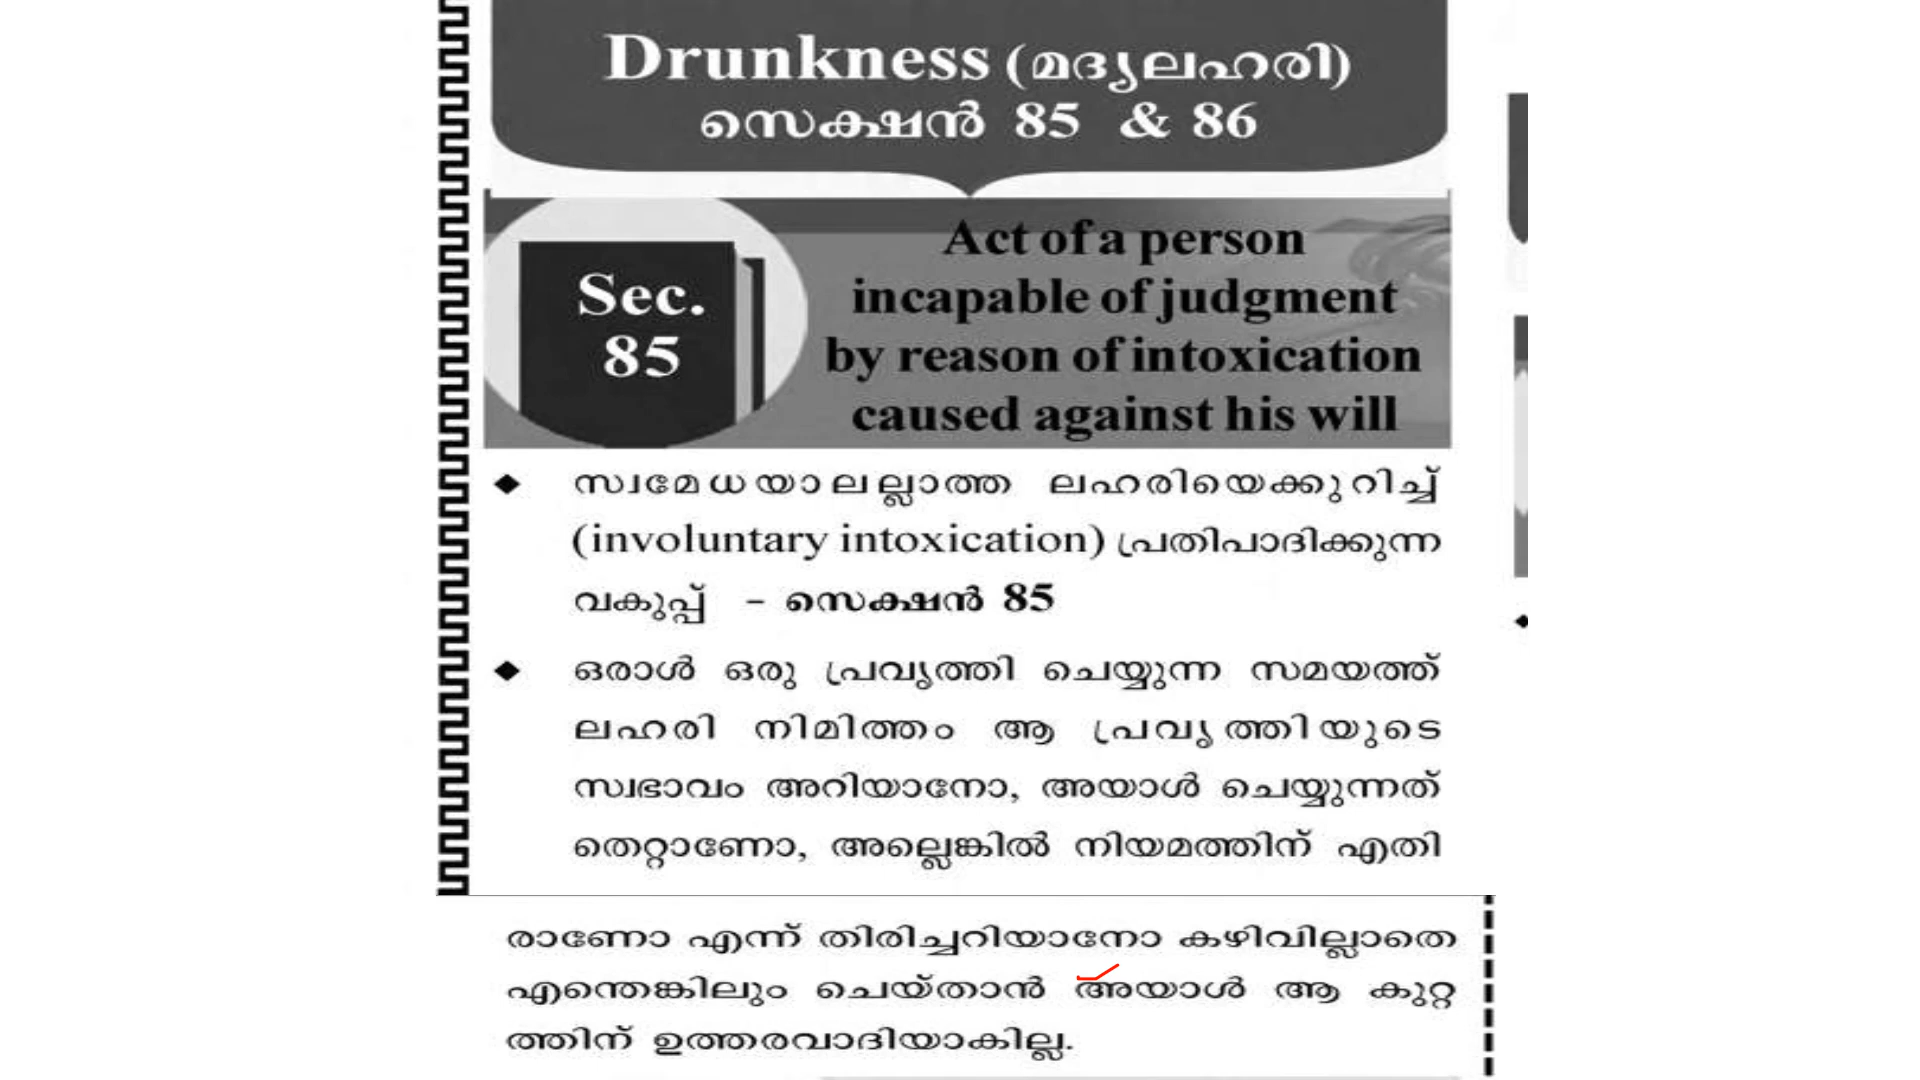 Drunkness (മദ്യലഹരി)
സെക്ഷൻ 85 & 86
Sec.
85
Act of a person
incapable of judgment
by reason of intoxication
caused against his will
സ്വമേധയാലല്ലാത്ത ലഹരിയെക്കുറിച്ച്
(involuntary intoxication) പ്രതിപാദിക്കുന്ന
വകുപ്പ് - സെക്ഷൻ 85
ഒരാൾ ഒരു പ്രവൃത്തി ചെയ്യുന്ന സമയത്ത്
ലഹരി നിമിത്തം ആ പ്രവൃത്തിയുടെ
സ്വഭാവം അറിയാനോ, അയാൾ ചെയ്യുന്നത്
തെറ്റാണോ, അല്ലെങ്കിൽ നിയമത്തിന് എതി
രാണോ എന്ന് തിരിച്ചറിയാനോ കഴിവില്ലാതെ
എന്തെങ്കിലും ചെയ്താൻ അയാൾ ആ കുറ്റ
ത്തിന് ഉത്തരവാദിയാകില്ല.